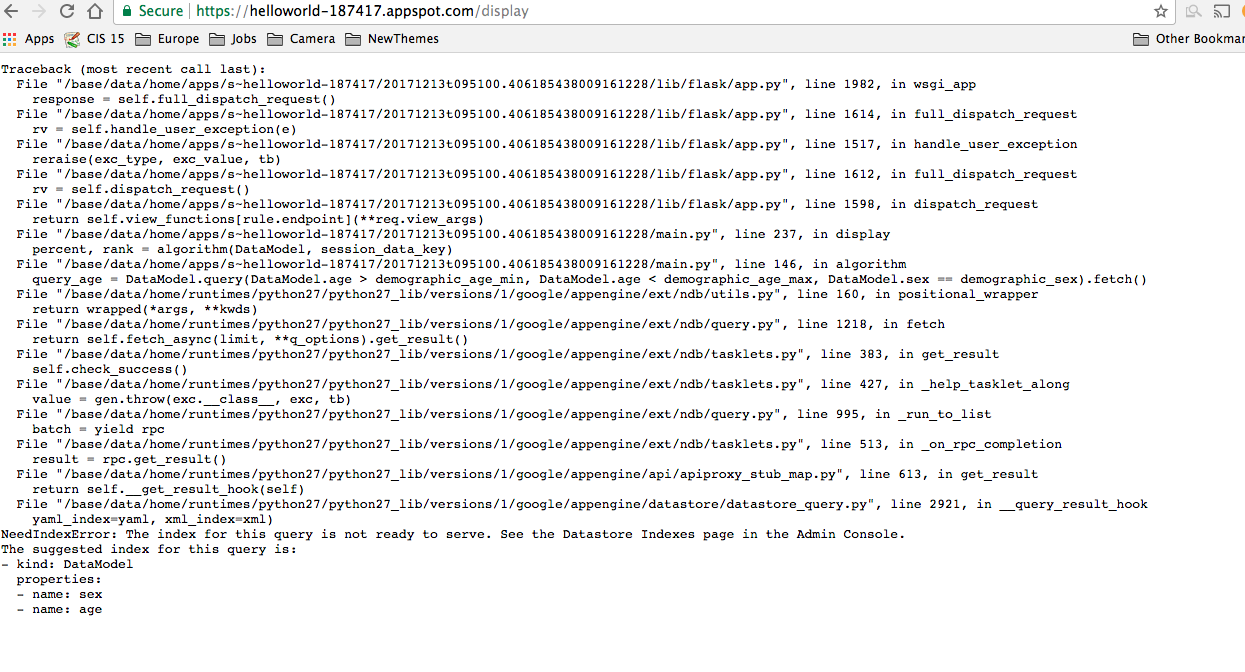 Secure https://helloworld-187417.appspot.com/display
Apps CIS 15 Europe Jobs Camera NewThemes Other Bookmar
Traceback (most recent call last):
  File "/base/data/home/apps/s~helloworld-187417/20171213t095100.406185438009161228/lib/flask/app.py", line 1982, in wsgi_app
    response = self.full_dispatch_request()
  File "/base/data/home/apps/s~helloworld-187417/20171213t095100.406185438009161228/lib/flask/app.py", line 1614, in full_dispatch_request
    rv = self.handle_user_exception(e)
  File "/base/data/home/apps/s~helloworld-187417/20171213t095100.406185438009161228/lib/flask/app.py", line 1517, in handle_user_exception
    reraise(exc_type, exc_value, tb)
  File "/base/data/home/apps/s~helloworld-187417/20171213t095100.406185438009161228/lib/flask/app.py", line 1612, in full_dispatch_request
    rv = self.dispatch_request()
  File "/base/data/home/apps/s~helloworld-187417/20171213t095100.406185438009161228/lib/flask/app.py", line 1598, in dispatch_request
    return self.view_functions[rule.endpoint](**req.view_args)
  File "/base/data/home/apps/s~helloworld-187417/20171213t095100.406185438009161228/main.py", line 237, in display
    percent, rank = algorithm(DataModel, session_data_key)
  File "/base/data/home/apps/s~helloworld-187417/20171213t095100.406185438009161228/main.py", line 146, in algorithm
    query_age = DataModel.query(DataModel.age > demographic_age_min, DataModel.age < demographic_age_max, DataModel.sex == demographic_sex).fetch()
  File "/base/data/home/runtimes/python27/python27_lib/versions/1/google/appengine/ext/ndb/utils.py", line 160, in positional_wrapper
    return wrapped(*args, **kwds)
  File "/base/data/home/runtimes/python27/python27_lib/versions/1/google/appengine/ext/ndb/query.py", line 1218, in fetch
    return self.fetch_async(limit, **q_options).get_result()
  File "/base/data/home/runtimes/python27/python27_lib/versions/1/google/appengine/ext/ndb/tasklets.py", line 383, in get_result
    self.check_success()
  File "/base/data/home/runtimes/python27/python27_lib/versions/1/google/appengine/ext/ndb/tasklets.py", line 427, in _help_tasklet_along
    value = gen.throw(exc.__class__, exc, tb)
  File "/base/data/home/runtimes/python27/python27_lib/versions/1/google/appengine/ext/ndb/query.py", line 995, in _run_to_list
    batch = yield rpc
  File "/base/data/home/runtimes/python27/python27_lib/versions/1/google/appengine/ext/ndb/tasklets.py", line 513, in _on_rpc_completion
    result = rpc.get_result()
  File "/base/data/home/runtimes/python27/python27_lib/versions/1/google/appengine/api/apiproxy_stub_map.py", line 613, in get_result
    return self.__get_result_hook(self)
  File "/base/data/home/runtimes/python27/python27_lib/versions/1/google/appengine/datastore/datastore_query.py", line 2921, in __query_result_hook
    yaml_index=yaml, xml_index=xml)
NeedIndexError: The index for this query is not ready to serve. See the Datastore Indexes page in the Admin Console.
The suggested index for this query is:
- kind: DataModel
  properties:
  - name: sex
  - name: age